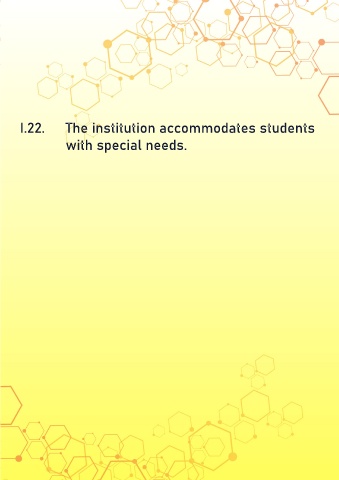 I.22. The institution accommodates students
with special needs.